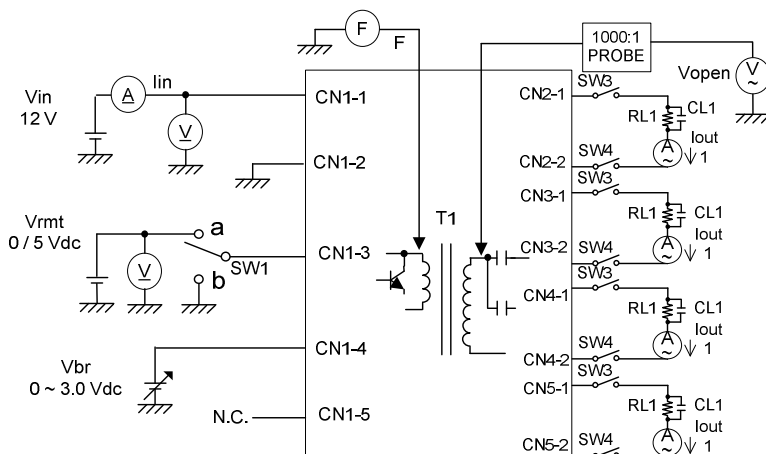 F
F
1000:1
PROBE
Vopen
V
~
Vin
12 V
A
Iin
V
CN1-1
CN1-2
Vrmt
0 / 5 Vdc
V
a
b
SW1
CN1-3
Vbr
0 ~ 3.0 Vdc
CN1-4
N.C.
CN1-5
T1
CN2-1
SW3
RL1
CL1
Iout
1
A
~
CN2-2
SW4
SW3
CN3-1
RL1
CL1
Iout
1
A
~
CN3-2
SW4
SW3
CN4-1
RL1
CL1
Iout
1
A
~
CN4-2
SW4
SW3
CN5-1
RL1
CL1
Iout
1
A
~
CN5-2
SW4